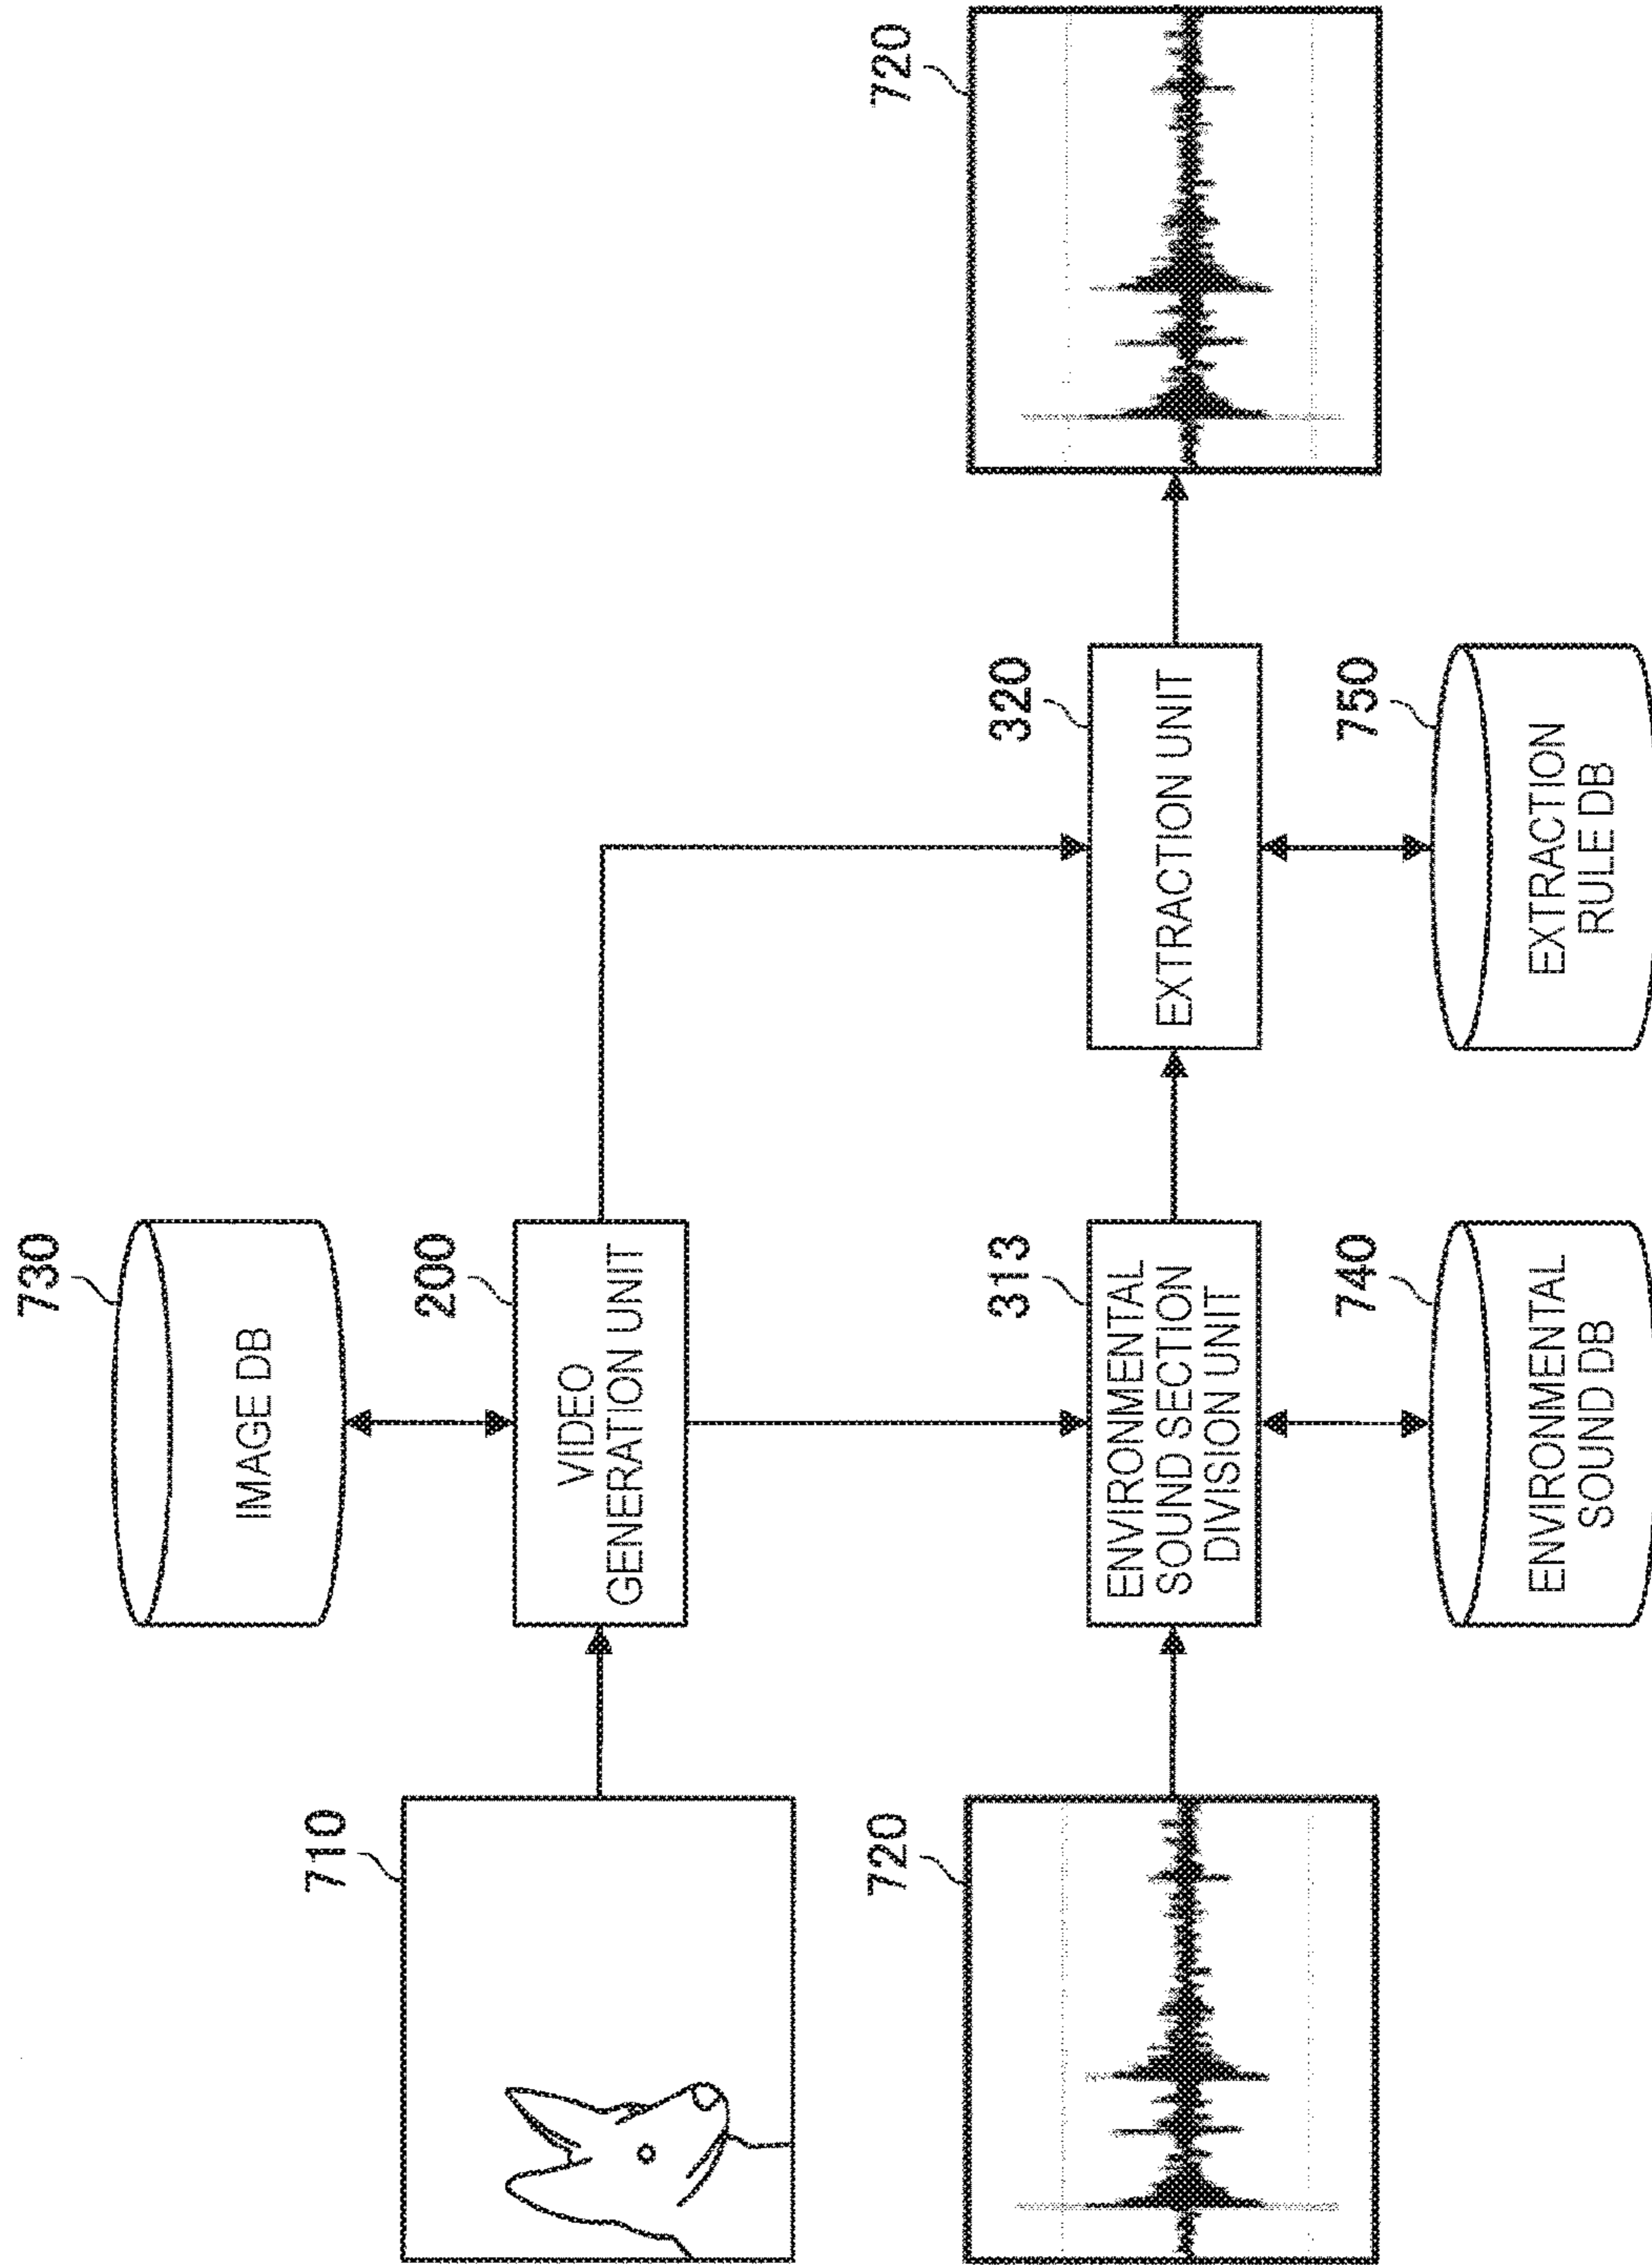 730
IMAGE DB
710
200
VIDEO
GENERATION UNIT
720
313
ENVIRONMENTAL
SOUND SECTION
DIVISION UNIT
320
EXTRACTION UNIT
720
740
ENVIRONMENTAL
SOUND DB
750
EXTRACTION
RULE DB